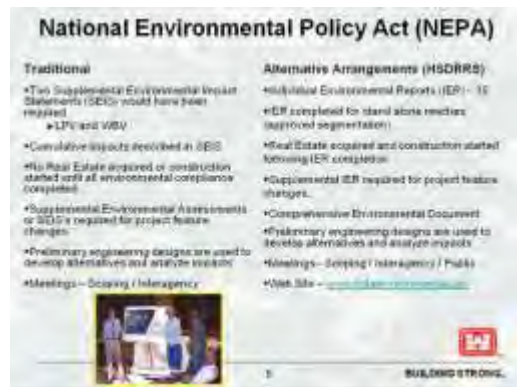 National Environmental Policy Act (NEPA)
Traditional
Two Supplemental Environmental Impact
Statements (SEIS) would have been
required
LPV and WBV
Cumulative impacts described in SEIS
No Real Estate acquired or construction
started until all environmental compliance
completed
Supplemental Environmental Assessments
or SEIS's required for project feature
changes
Preliminary engineering designs are used to
develop alternatives and analyze impacts
Meetings – Scoping / Interagency
Alternative Arrangements (HSDRRS)
Individual Environmental Reports (IER) –
IER completed for stand alone reaches
(approved segmentation)
Real Estate acquired and construction started
following IER completion
Supplemental IER required for project feature
changes
Comprehensive Environmental Document
Preliminary engineering designs are used to
develop alternatives and analyze impacts
Meetings – Scoping / Interagency / Public
Web Site –
BUILDING STRONG